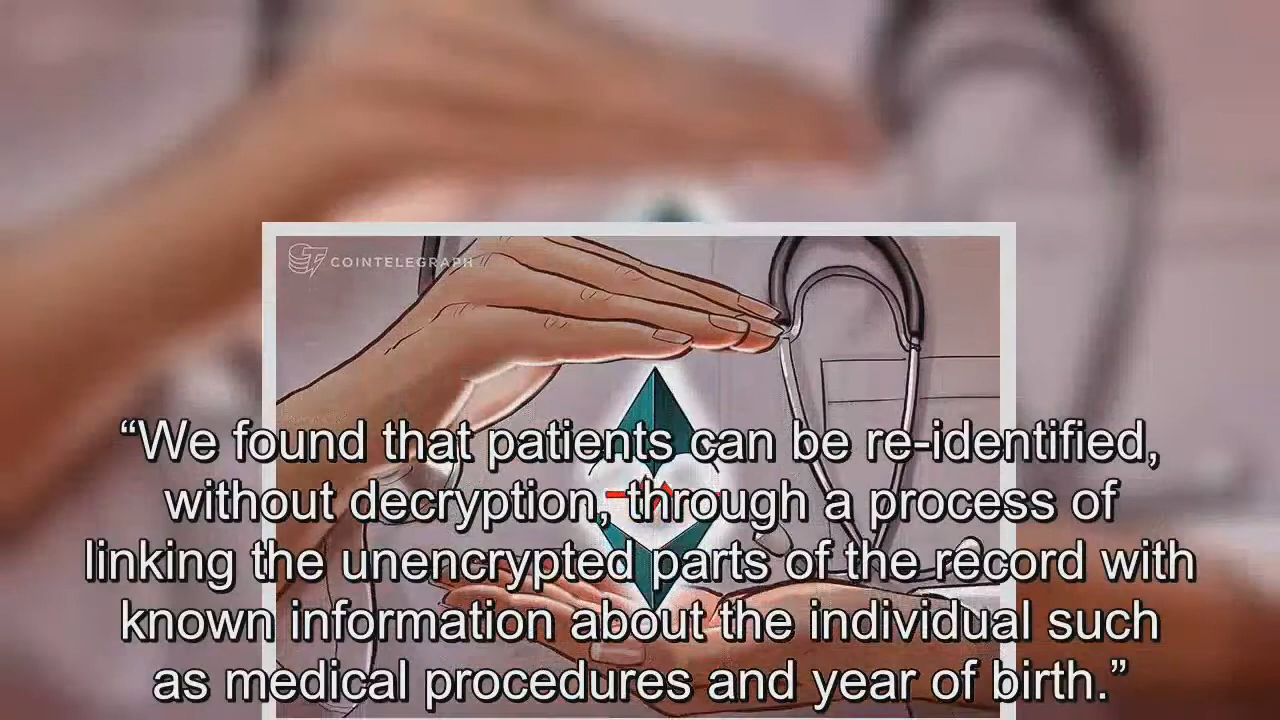 COINTELEGRAPH
“We found that patients can be re-identified,
without decryption, through a process of
linking the unencrypted parts of the record with
known information about the individual such
as medical procedures and year of birth.”